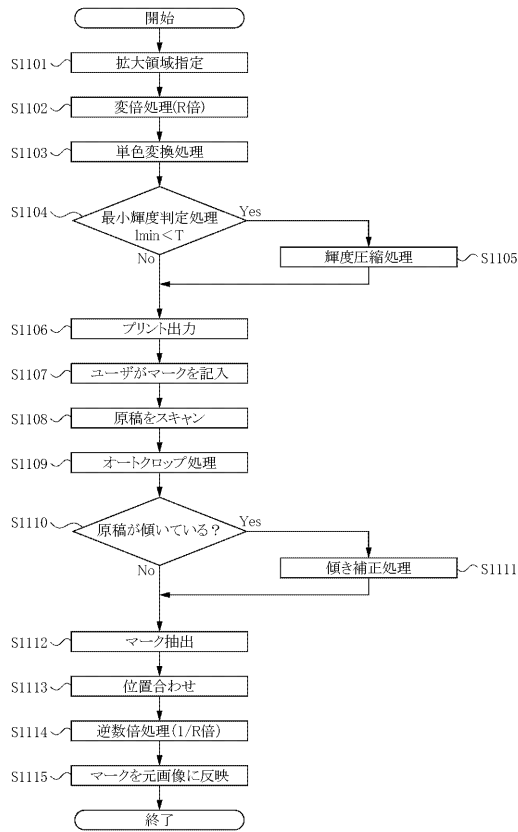 開始
S1101 拡大領域指定
S1102 変倍処理(R倍)
S1103 単色変換処理
S1104 最小輝度判定処理 Yes
lmin<T
No 輝度圧縮処理 S1105
S1106 プリント出力
S1107 ユーザがマークを記入
S1108 原稿をスキャン
S1109 オートクロップ処理
S1110 原稿が傾いている? Yes
No 傾き補正処理 S1111
S1112 マーク抽出
S1113 位置合わせ
S1114 逆数倍処理(1/R倍)
S1115 マークを元画像に反映
終了